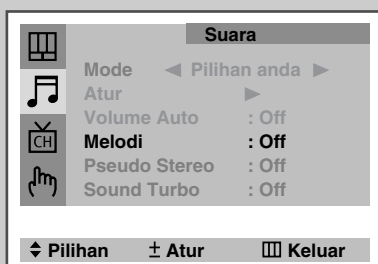 Suara
Mode ◀ Pilihan anda ▶
Atur ▶
Volume Auto : Off
CH Melodi : Off
Pseudo Stereo : Off
Sound Turbo : Off
Pilihan ± Atur Keluar